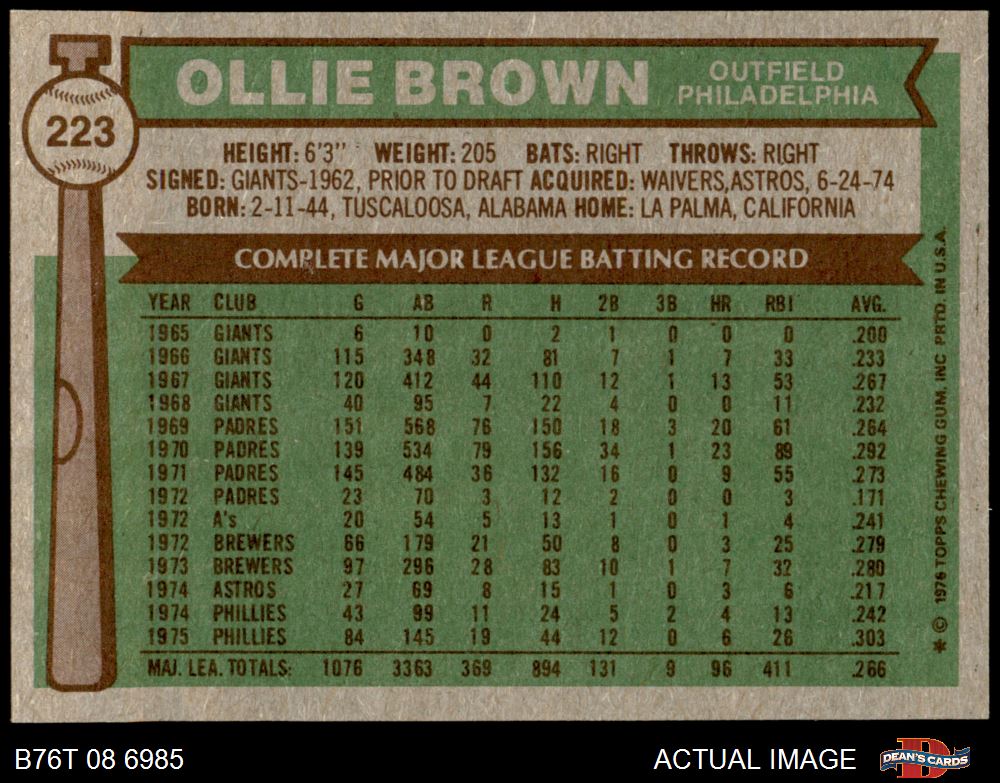 223
OLLIE BROWN
OUTFIELD
PHILADELPHIA
HEIGHT: 6'3" WEIGHT: 205 BATS: RIGHT THROWS: RIGHT
SIGNED: GIANTS-1962, PRIOR TO DRAFT ACQUIRED: WAIVERS,ASTROS, 6-24-74
BORN: 2-11-44, TUSCALOOSA, ALABAMA HOME: LA PALMA, CALIFORNIA
COMPLETE MAJOR LEAGUE BATTING RECORD
YEAR CLUB G AB R H 2B 3B HR RBI AVG.
1965 GIANTS 6 10 0 2 1 0 0 0 .200
1966 GIANTS 115 348 32 81 7 1 7 33 .233
1967 GIANTS 120 412 44 110 12 1 13 53 .267
1968 GIANTS 40 95 7 22 4 0 0 11 .232
1969 PADRES 151 568 76 150 18 3 20 61 .264
1970 PADRES 139 534 79 156 34 1 23 89 .292
1971 PADRES 145 484 36 132 16 0 9 55 .273
1972 PADRES 23 70 3 12 2 0 0 3 .171
1972 A's 20 54 5 13 1 0 1 4 .241
1972 BREWERS 66 179 21 50 8 0 3 25 .279
1973 BREWERS 97 296 28 83 10 1 7 32 .280
1974 ASTROS 27 69 8 15 1 0 3 6 .217
1974 PHILLIES 43 99 11 24 5 2 4 13 .242
1975 PHILLIES 84 145 19 44 12 0 6 26 .303
MAJ. LEA. TOTALS: 1076 3363 369 894 131 9 96 411 .266
* © 1976 TOPPS CHEWING GUM, INC PRTD. IN U.S.A.
B76T 08 6985
ACTUAL IMAGE
DEAN'S CARDS